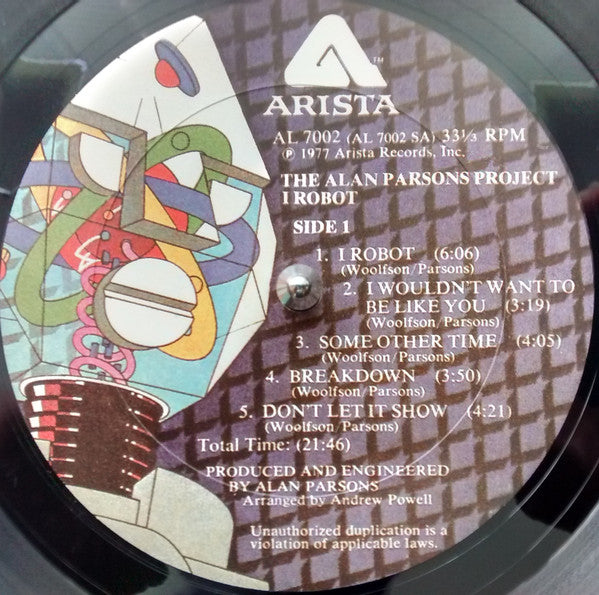 TM
ARISTA
AL 7002 (AL 7002 SA) 33⅓ RPM
℗ 1977 Arista Records, Inc.
THE ALAN PARSONS PROJECT
I ROBOT
SIDE 1
1. I ROBOT (6:06)
(Woolfson/Parsons)
2. I WOULDN'T WANT TO
BE LIKE YOU (3:19)
(Woolfson/Parsons)
3. SOME OTHER TIME (4:05)
(Woolfson/Parsons)
4. BREAKDOWN (3:50)
(Woolfson/Parsons)
5. DON'T LET IT SHOW (4:21)
(Woolfson/Parsons)
Total Time: (21:46)
PRODUCED AND ENGINEERED
BY ALAN PARSONS
Arranged by Andrew Powell
Unauthorized duplication is a
violation of applicable laws.